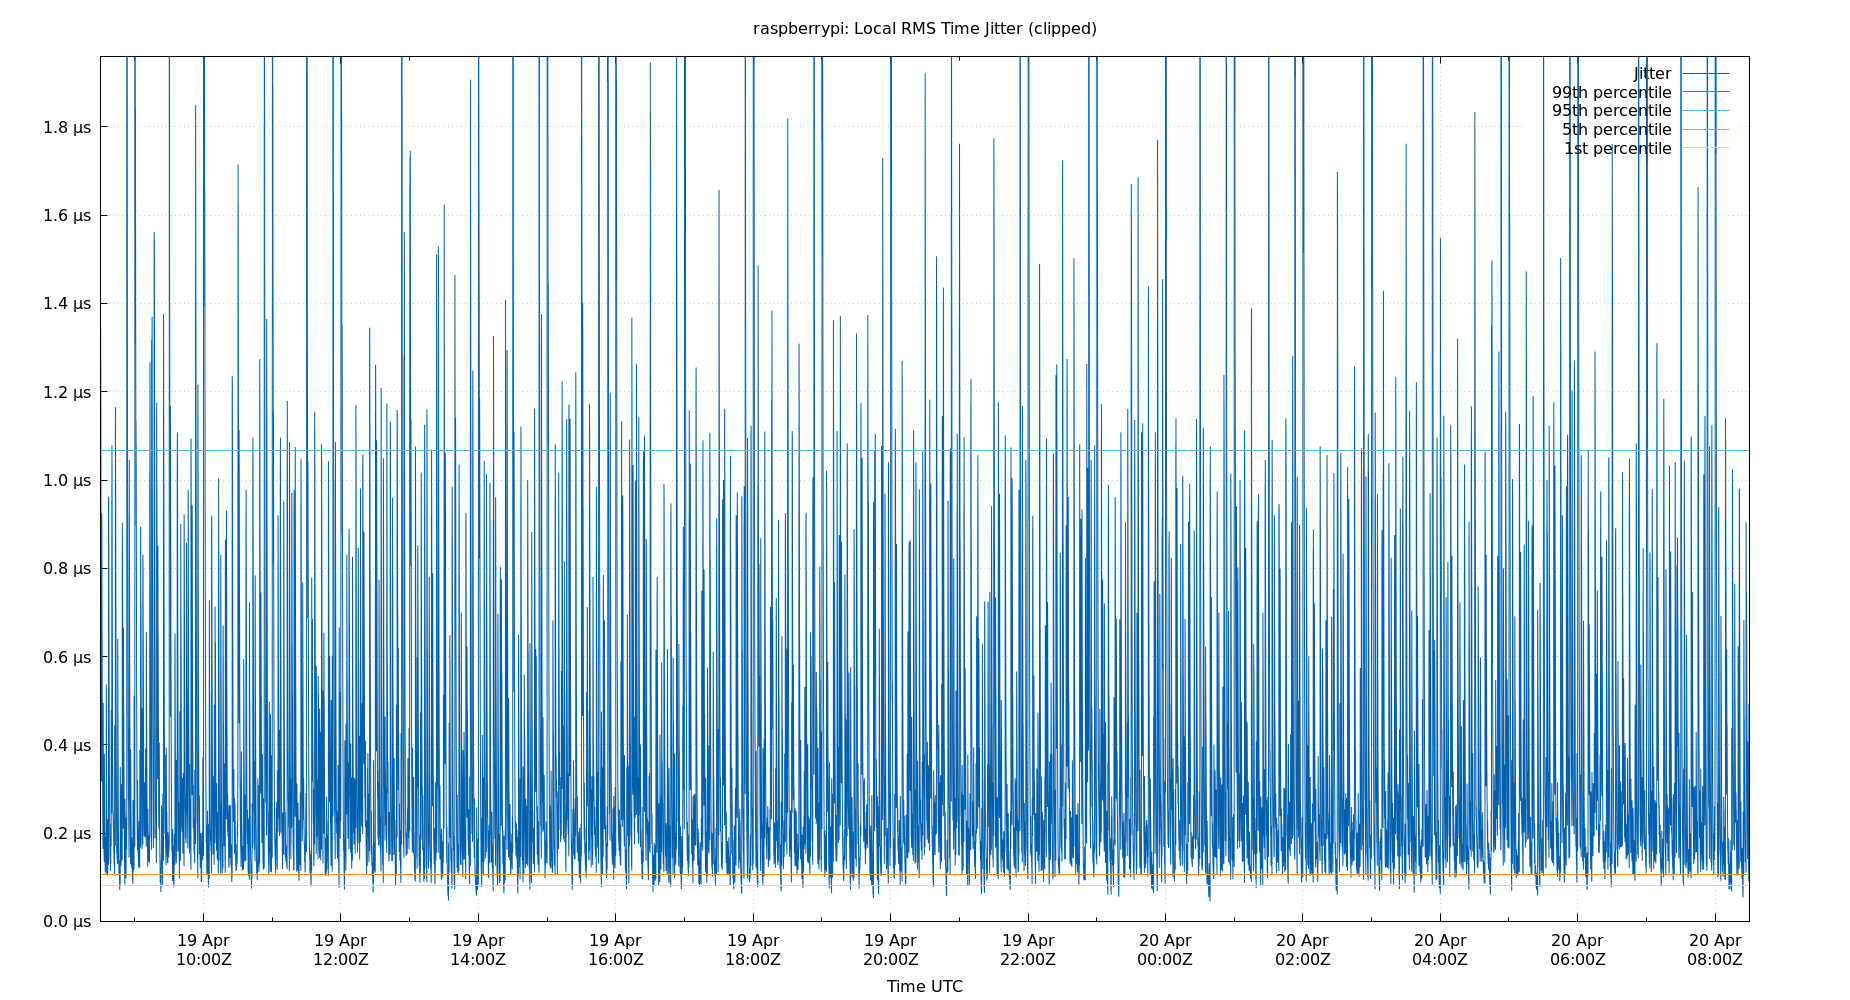 raspberrypi: Local RMS Time Jitter (clipped)
Jitter
99th percentile
95th percentile
5th percentile
1st percentile
1.8 µs
1.6 µs
1.4 µs
1.2 µs
1.0 µs
0.8 µs
0.6 µs
0.4 µs
0.2 µs
0.0 µs
19 Apr 19 Apr 19 Apr 19 Apr 19 Apr 19 Apr 19 Apr 20 Apr 20 Apr 20 Apr 20 Apr 20 Apr
10:00Z 12:00Z 14:00Z 16:00Z 18:00Z 20:00Z 22:00Z 00:00Z 02:00Z 04:00Z 06:00Z 08:00Z
Time UTC